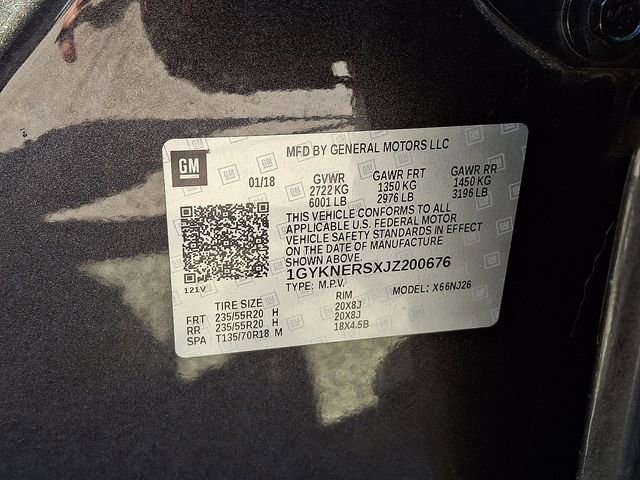 GM
MFD BY GENERAL MOTORS LLC
01/18 GVWR GAWR FRT GAWR RR
2722 KG 1350 KG 1450 KG
6001 LB 2976 LB 3196 LB
THIS VEHICLE CONFORMS TO ALL
APPLICABLE U.S. FEDERAL MOTOR
VEHICLE SAFETY STANDARDS IN EFFECT
ON THE DATE OF MANUFACTURE
SHOWN ABOVE.
1GYKNERSXJZ200676
121V TYPE: M.P.V. MODEL: X66NJ26
TIRE SIZE RIM
FRT 235/55R20 H 20X8J
RR 235/55R20 H 20X8J
SPA T135/70R18 M 18X4.5B